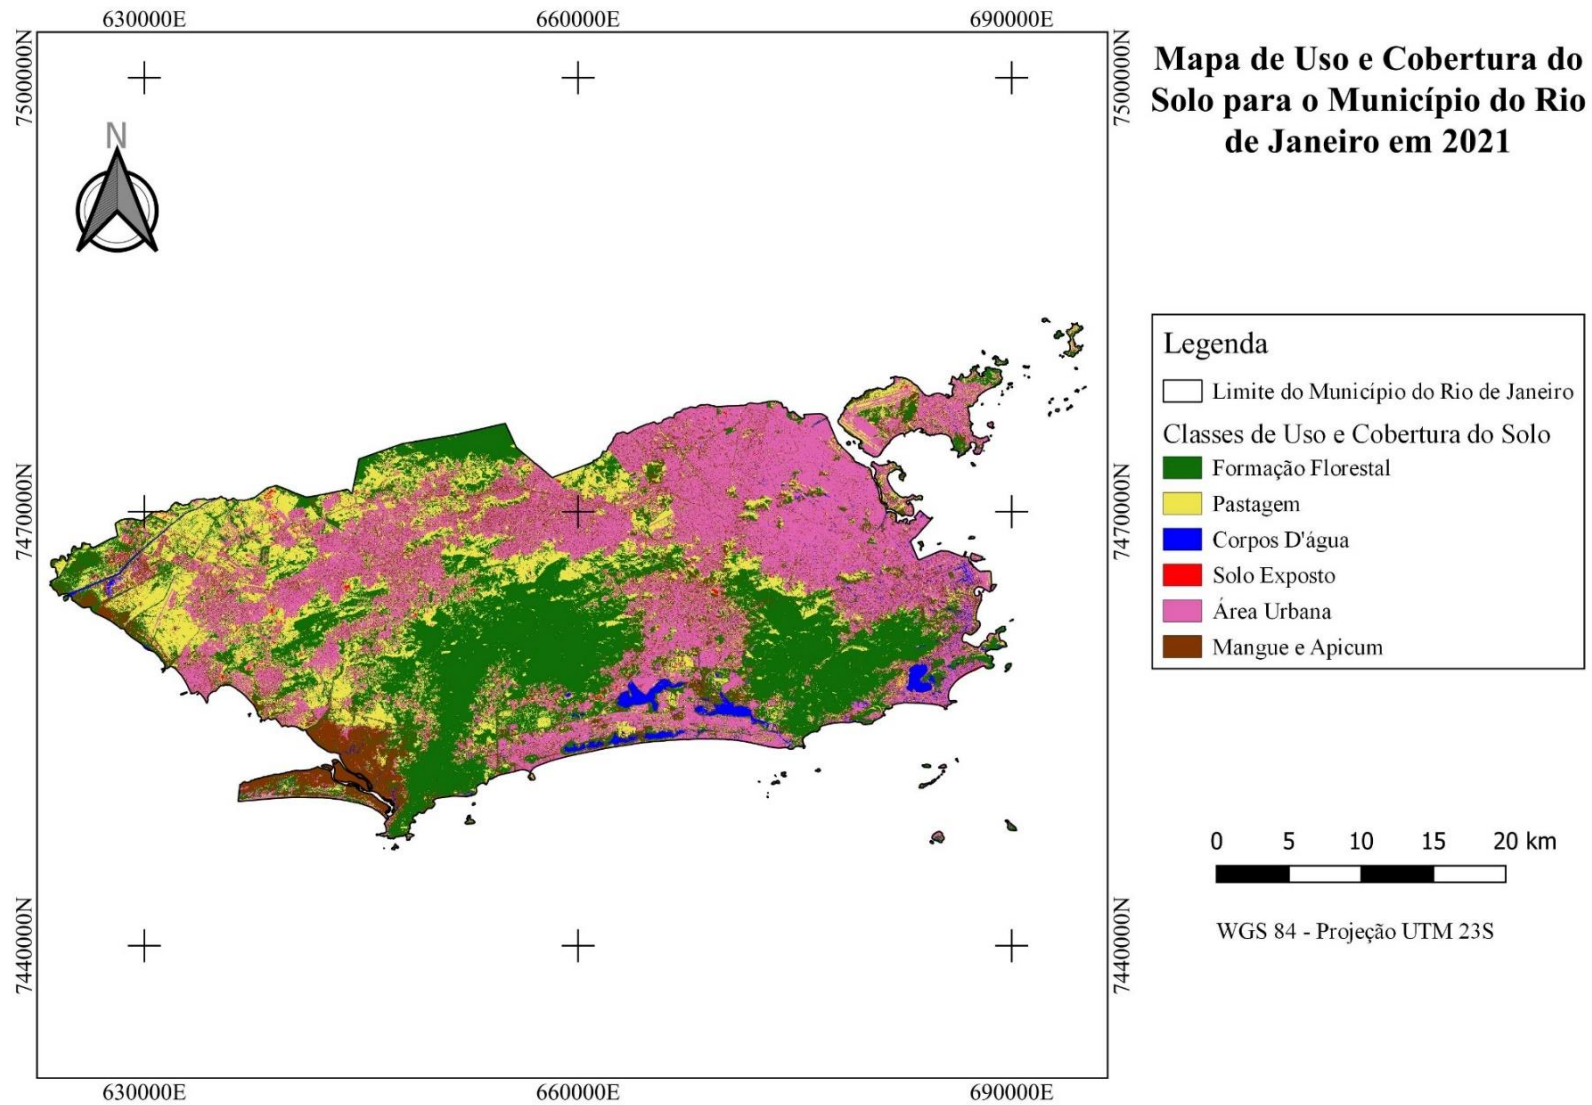 630000E
660000E
690000E
7500000N
7500000N
Mapa de Uso e Cobertura do
Solo para o Município do Rio
de Janeiro em 2021
N
Legenda
Limite do Município do Rio de Janeiro
Classes de Uso e Cobertura do Solo
Formação Florestal
Pastagem
Corpos D'água
Solo Exposto
Área Urbana
Mangue e Apicum
7470000N
7470000N
0 5 10 15 20 km
WGS 84 - Projeção UTM 23S
7440000N
7440000N
630000E
660000E
690000E